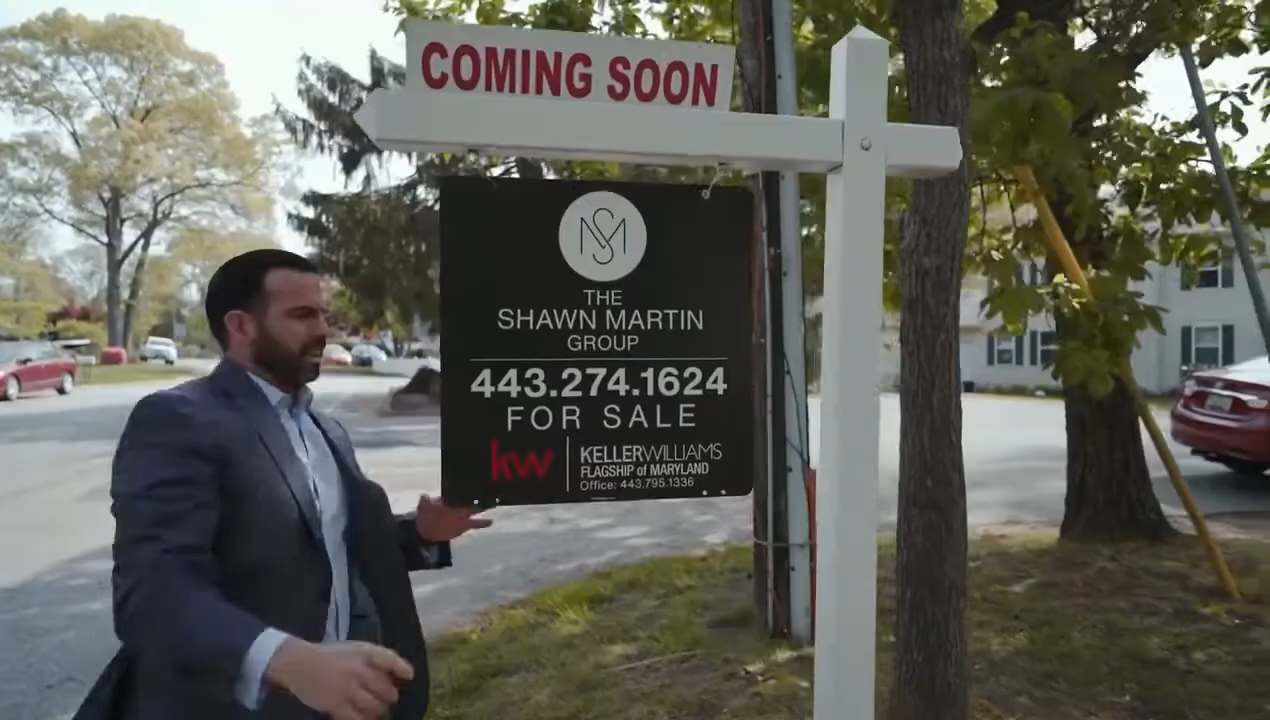 COMING SOON
SM
THE
SHAWN MARTIN
GROUP
443.274.1624
FOR SALE
kw
KELLERWILLIAMS
FLAGSHIP of MARYLAND
Office: 443.795.1336